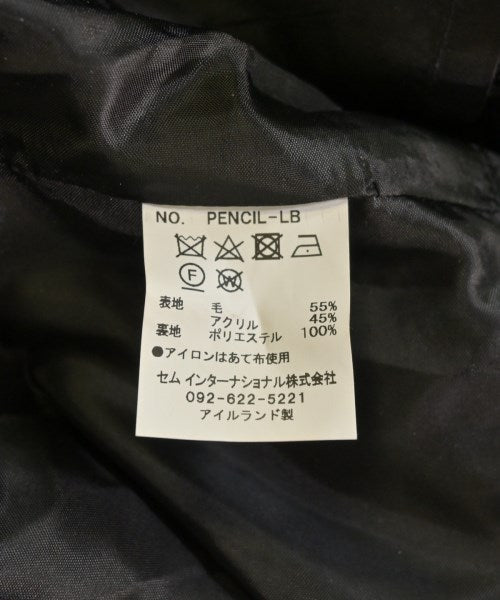 NO. PENCIL-LB
F
W
表地 毛 55%
アクリル 45%
裏地 ポリエステル 100%
●アイロンはあて布使用
セム インターナショナル株式会社
092-622-5221
アイルランド製